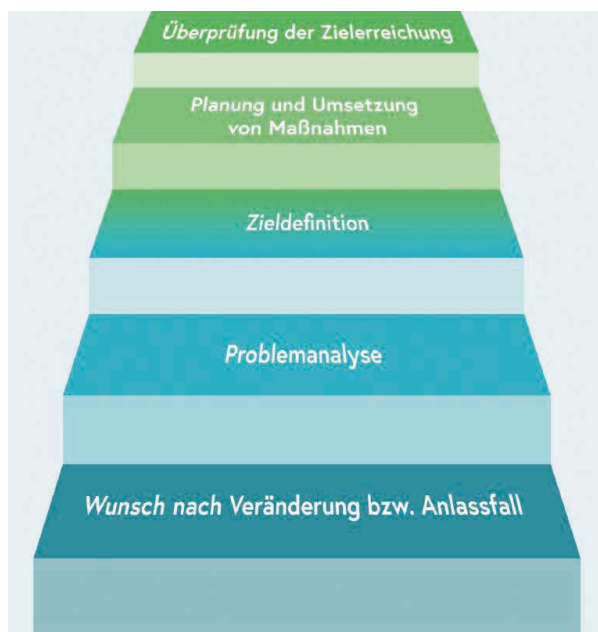 Überprüfung der Zielerreichung
Planung und Umsetzung
von Maßnahmen
Zieldefinition
Problemanalyse
Wunsch nach Veränderung bzw. Anlassfall